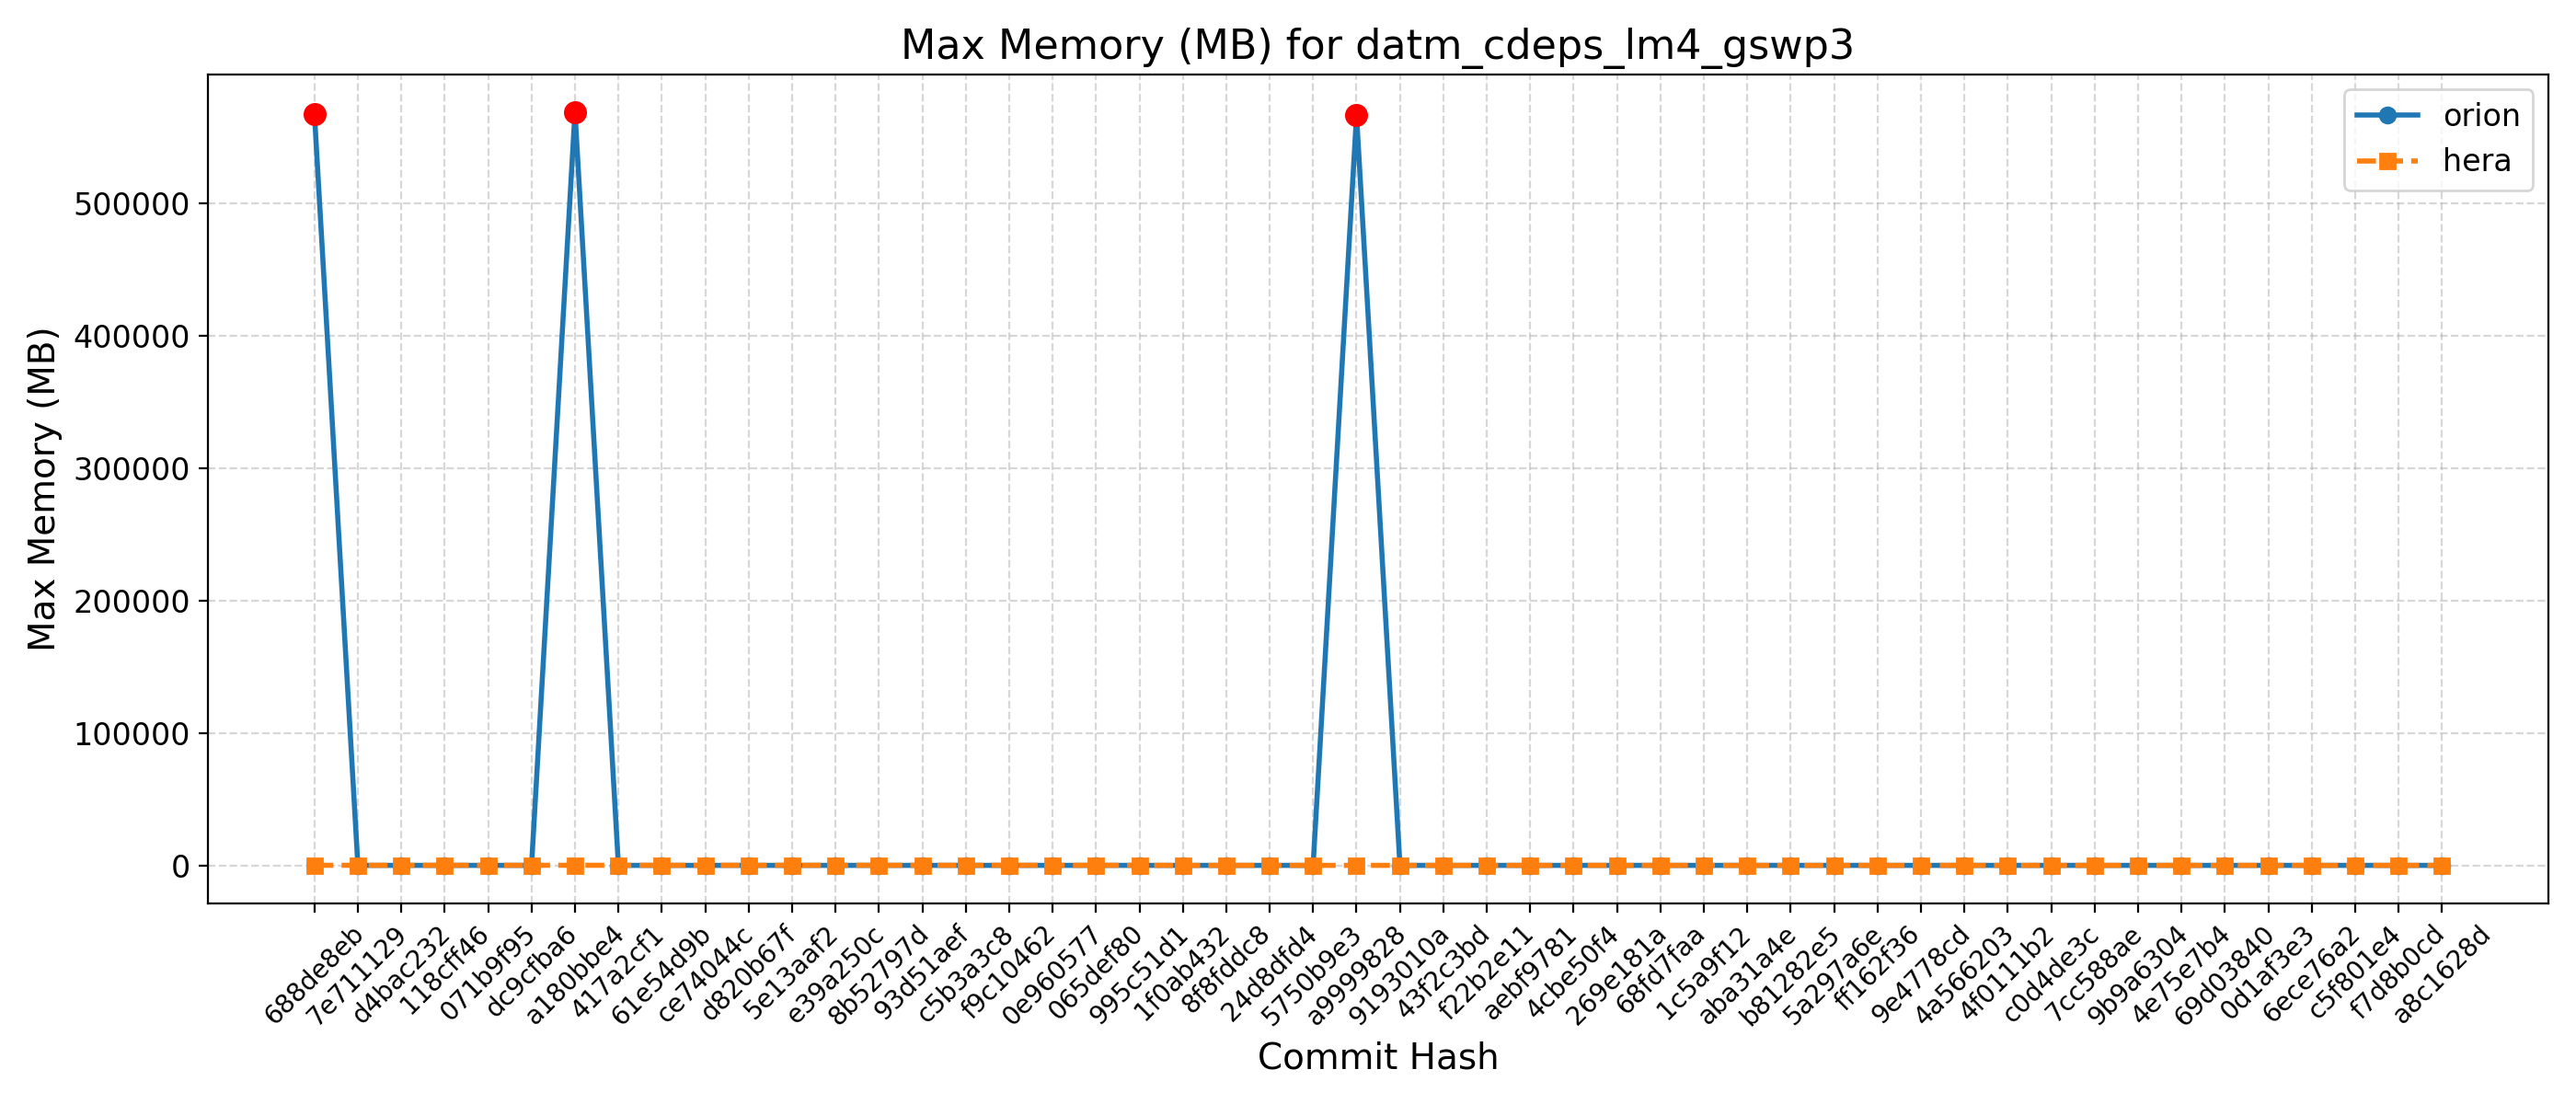 Max Memory (MB) for datm_cdeps_lm4_gswp3
orion
hera
Max Memory (MB)
500000
400000
300000
200000
100000
0
688de8eb
7e711129
d4bac232
118cff46
071b9f95
dc9cfba6
a180bbe4
417a2cf1
61e54d9b
ce74044c
d820b67f
5e13aaf2
e39a250c
8b52797d
93d51aef
c5b3a3c8
f9c10462
0e960577
065def80
995c51d1
1f0ab432
8f8fddc8
24d8dfd4
5750b9e3
a9999828
9193010a
43f2c3bd
f22b2e11
aebf9781
4cbe50f4
269e181a
68fd7faa
1c5a9f12
aba31a4e
b81282e5
5a297a6e
ff162f36
9e4778cd
4a566203
4f0111b2
c0d4de3c
7cc588ae
9b9a6304
4e75e7b4
69d03840
0d1af3e3
6ece76a2
c5f801e4
f7d8b0cd
a8c1628d
Commit Hash